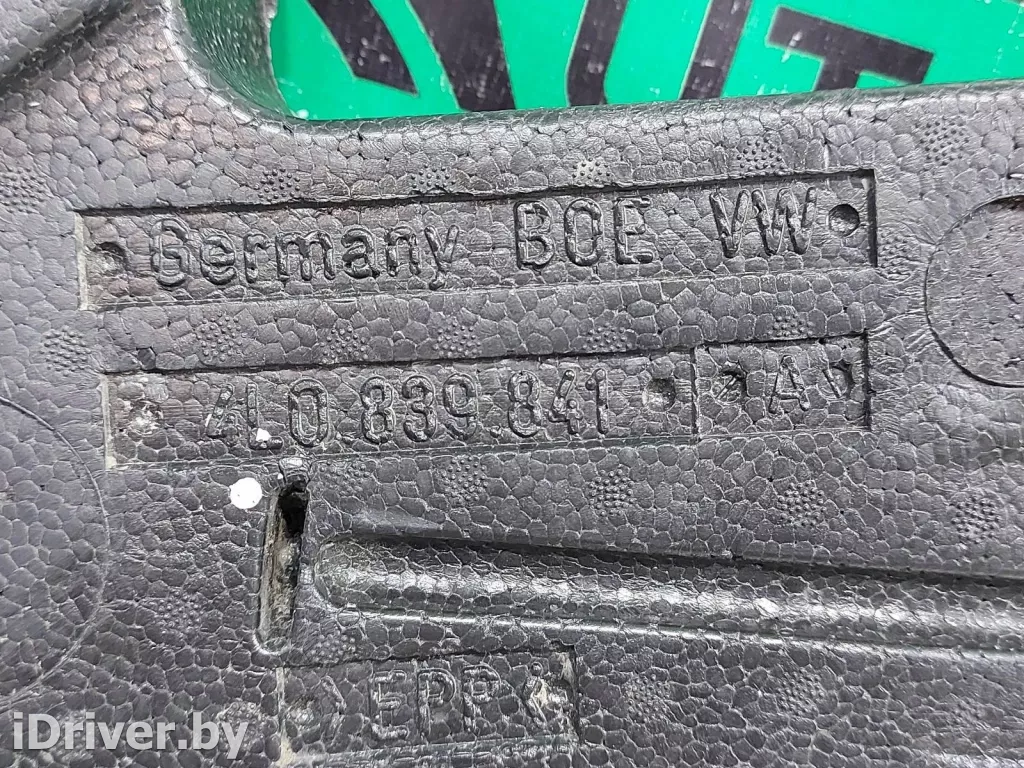 Germany BOE VW
4L0.839.841 A
>EPP<
iDriver.by